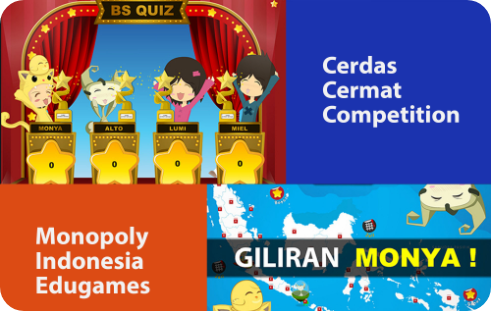 BS QUIZ
Cerdas
Cermat
Competition
MONYA ALTO LUMI MIEL
0 0 0 0
Monopoly
Indonesia
Edugames
GILIRAN MONYA !